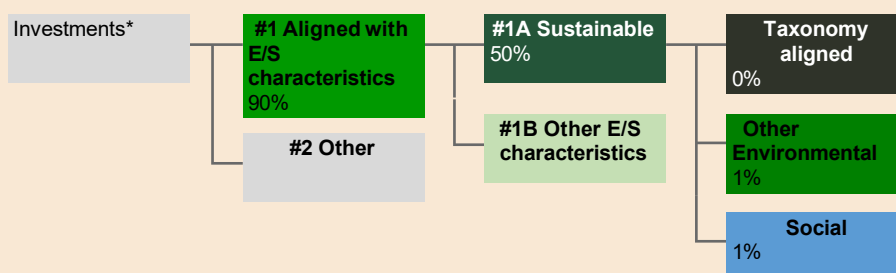 Investments*
#1 Aligned with
E/S
characteristics
90%
#2 Other
#1A Sustainable
50%
#1B Other E/S
characteristics
Taxonomy
aligned
0%
Other
Environmental
1%
Social
1%